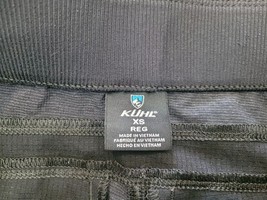 KÜHL
XS
REG
MADE IN VIETNAM
FABRIQUÉ AU VIETNAM
HECHO EN VIETNAM